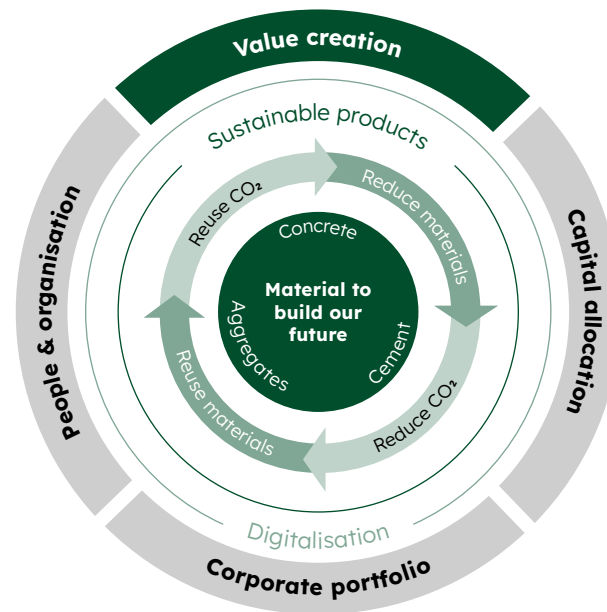 Value creation
Sustainable products
Reuse CO₂
Reduce materials
Concrete
People & organisation
Capital allocation
Material to
build our
future
Aggregates
Cement
Reuse materials
Reduce CO₂
Digitalisation
Corporate portfolio